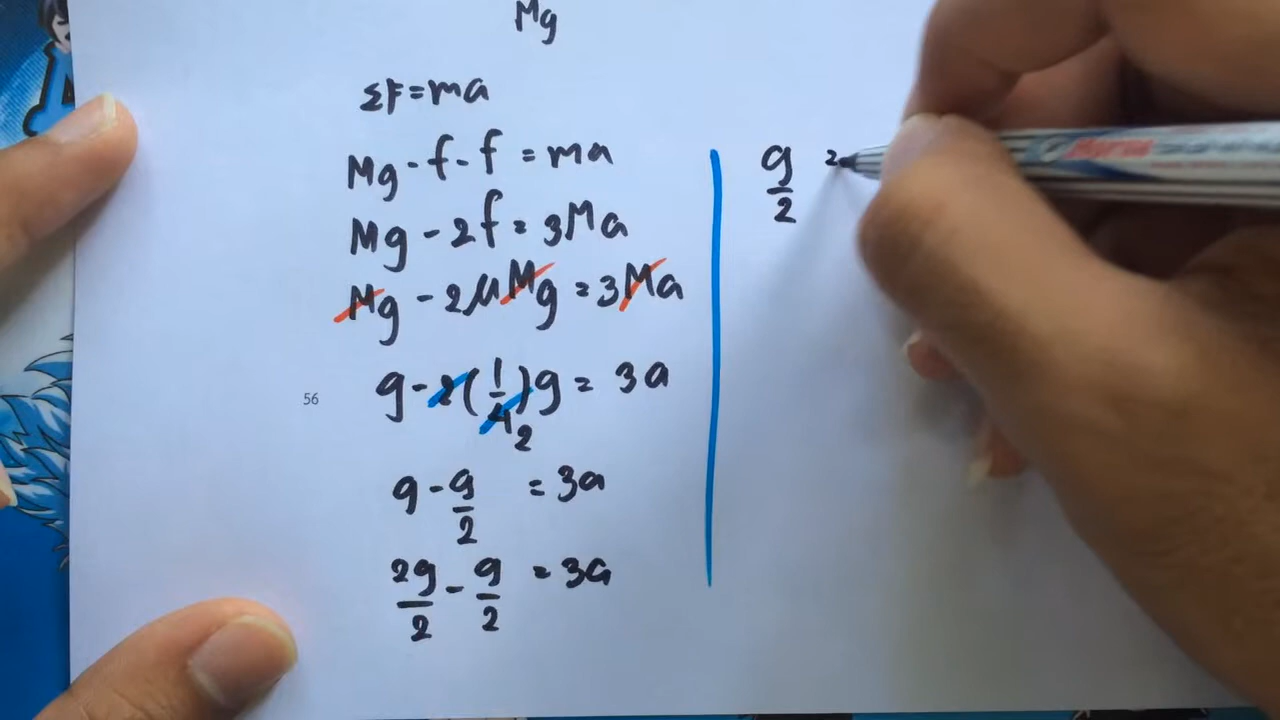 Mg
ΣF=ma
Mg-f-f=ma
Mg-2f=3Ma
Mg-2μMg=3Ma
g-2(1/4)g=3a
2
56
g-g/2=3a
2g/2-g/2=3a
g/2 =